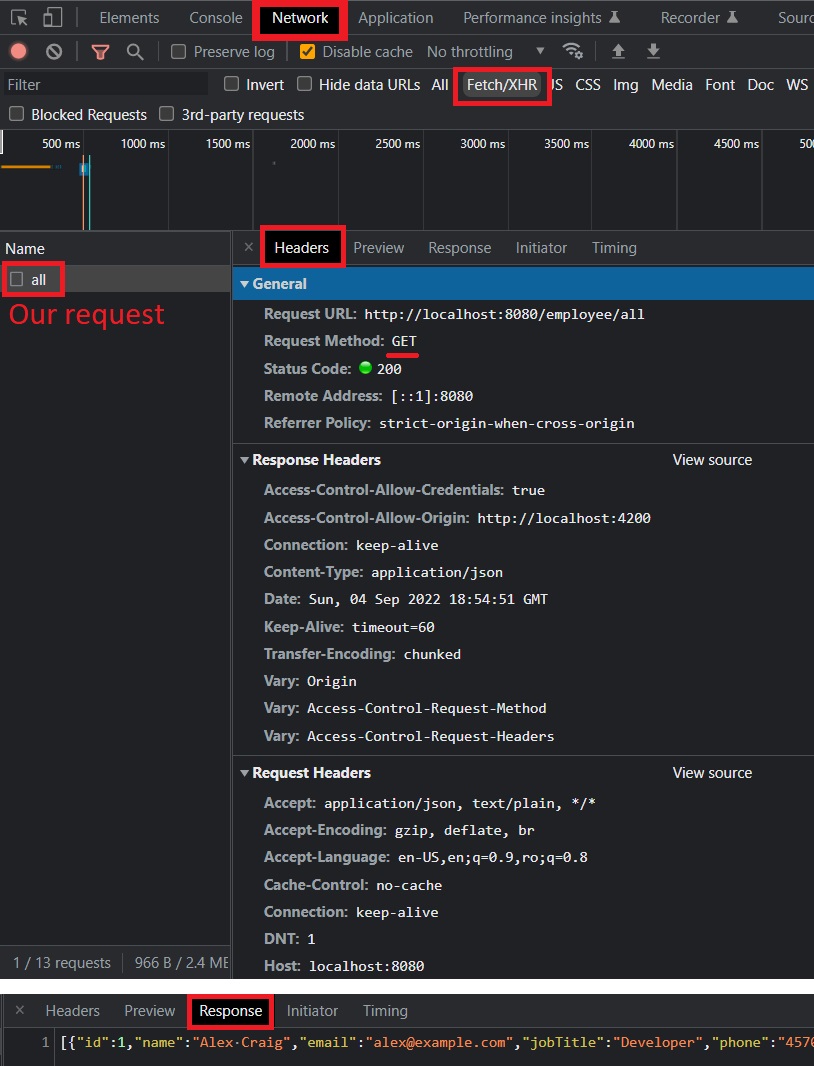 Elements Console Network Application Performance insights Recorder Sourc
Preserve log Disable cache No throttling
Filter Invert Hide data URLs All Fetch/XHR JS CSS Img Media Font Doc WS
Blocked Requests 3rd-party requests
500 ms 1000 ms 1500 ms 2000 ms 2500 ms 3000 ms 3500 ms 4000 ms 4500 ms 500
Name
all
Our request
Headers Preview Response Initiator Timing
General
Request URL: http://localhost:8080/employee/all
Request Method: GET
Status Code: 200
Remote Address: [::1]:8080
Referrer Policy: strict-origin-when-cross-origin
Response Headers View source
Access-Control-Allow-Credentials: true
Access-Control-Allow-Origin: http://localhost:4200
Connection: keep-alive
Content-Type: application/json
Date: Sun, 04 Sep 2022 18:54:51 GMT
Keep-Alive: timeout=60
Transfer-Encoding: chunked
Vary: Origin
Vary: Access-Control-Request-Method
Vary: Access-Control-Request-Headers
Request Headers View source
Accept: application/json, text/plain, */*
Accept-Encoding: gzip, deflate, br
Accept-Language: en-US,en;q=0.9,ro;q=0.8
Cache-Control: no-cache
Connection: keep-alive
DNT: 1
Host: localhost:8080
1 / 13 requests 966 B / 2.4 ME
Headers Preview Response Initiator Timing
1 [{"id":1,"name":"Alex·Craig","email":"alex@example.com","jobTitle":"Developer","phone":"4570